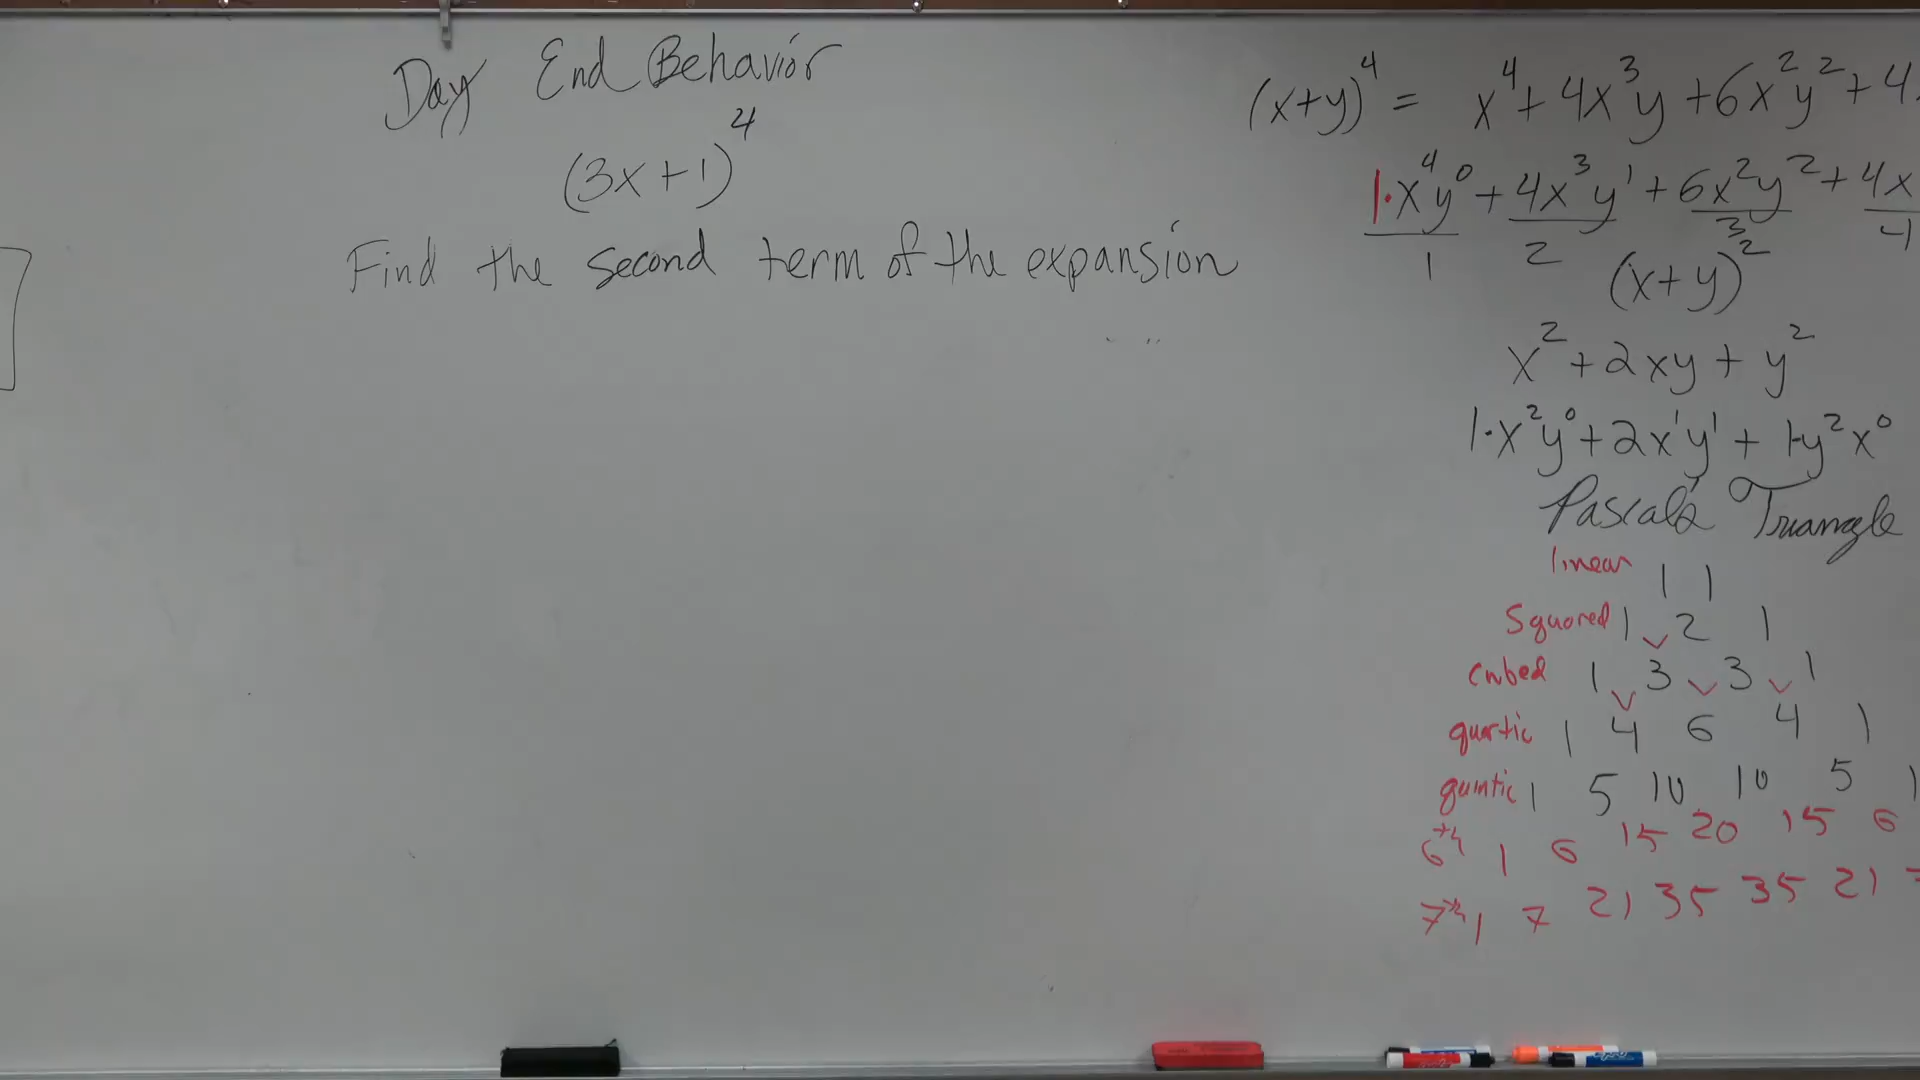 Day End Behavior
(3x+1)^4
Find the second term of the expansion
(x+y)^4 = x^4 + 4x^3y + 6x^2y^2 + 4
1·x^4y^0 + 4x^3y^1 + 6x^2y^2 + 4x
1 2 3 4
(x+y)^2
x^2 + 2xy + y^2
1·x^2y^0 + 2x^1y^1 + 1·y^2x^0
Pascal's Triangle
linear 1 1
Squared 1 2 1
cubed 1 3 3 1
quartic 1 4 6 4 1
quintic 1 5 10 10 5 1
6th 1 6 15 20 15 6
7th 1 7 21 35 35 21 7